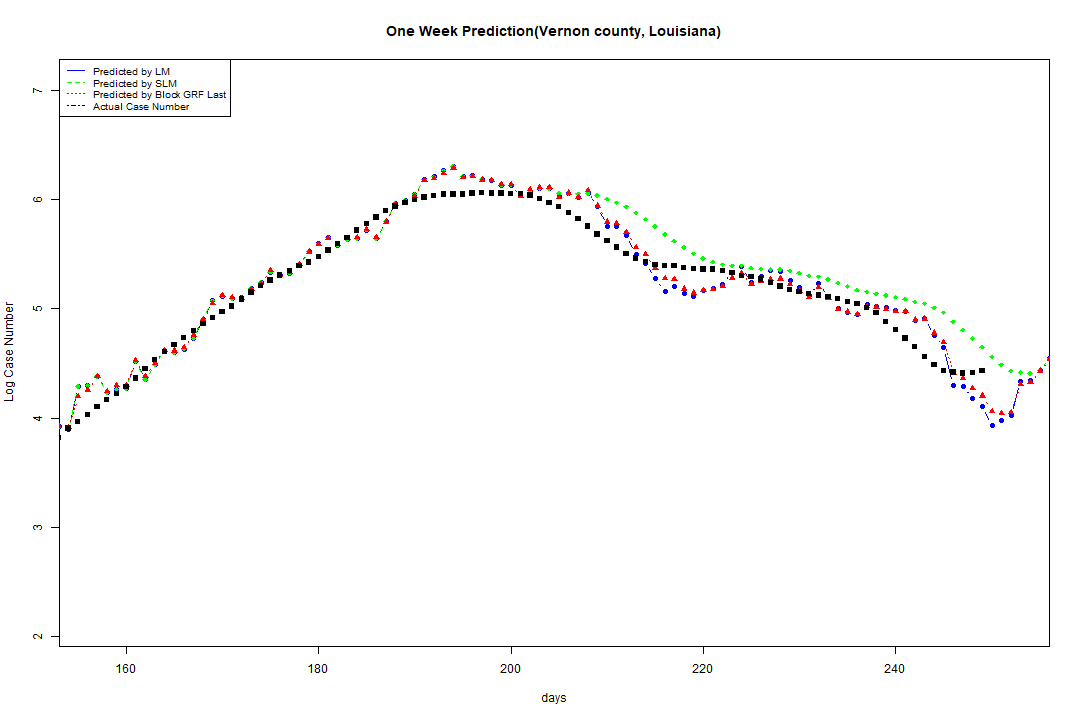 One Week Prediction(Vernon county, Louisiana)
Predicted by LM
Predicted by SLM
Predicted by Block GRF Last
Actual Case Number
7
6
5
4
3
2
Log Case Number
160 180 200 220 240
days